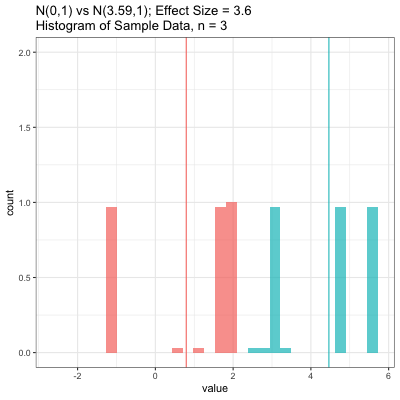 N(0,1) vs N(3.59,1); Effect Size = 3.6
Histogram of Sample Data, n = 3
2.0
1.5
1.0
0.5
0.0
count
-2 0 2 4 6
value